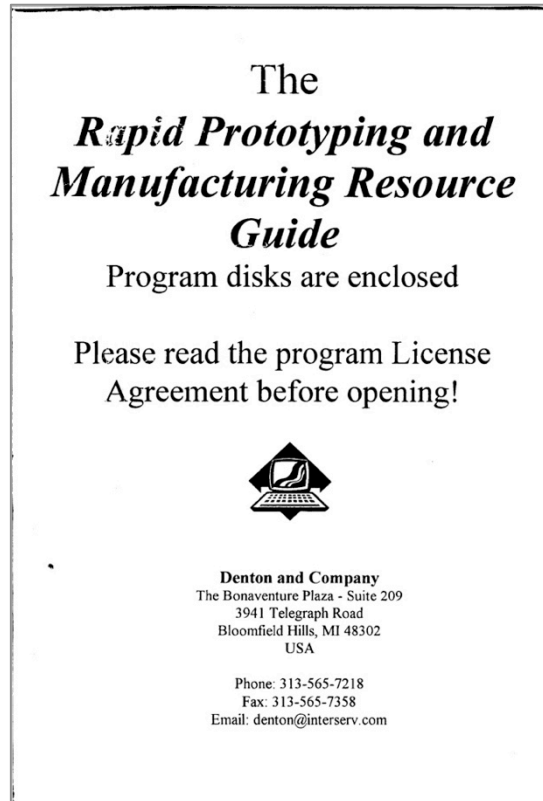 The
Rapid Prototyping and
Manufacturing Resource
Guide
Program disks are enclosed
Please read the program License
Agreement before opening!
Denton and Company
The Bonaventure Plaza - Suite 209
3941 Telegraph Road
Bloomfield Hills, MI 48302
USA
Phone: 313-565-7218
Fax: 313-565-7358
Email: denton@interserv.com